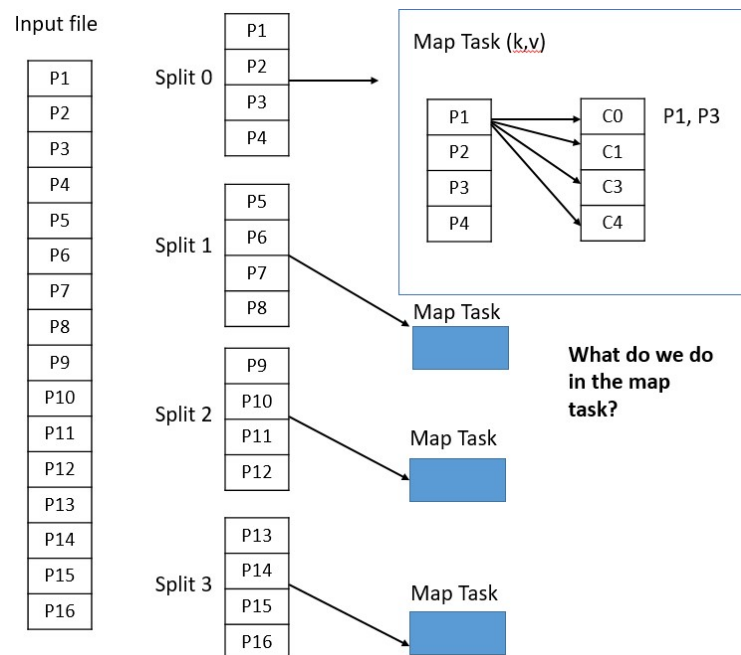 Input file
P1
P2
P3
P4
P5
P6
P7
P8
P9
P10
P11
P12
P13
P14
P15
P16
Split 0
P1
P2
P3
P4
Split 1
P5
P6
P7
P8
Split 2
P9
P10
P11
P12
Split 3
P13
P14
P15
P16
Map Task (k,v)
P1
P2
P3
P4
C0
C1
C3
C4
P1, P3
Map Task
Map Task
Map Task
What do we do
in the map
task?